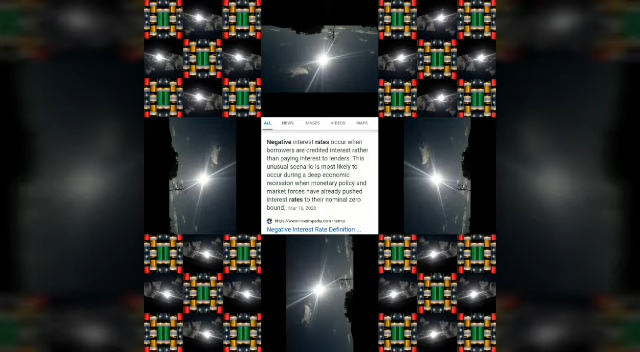 ALL NEWS IMAGES VIDEOS MAPS
Negative interest rates occur when
borrowers are credited interest rather
than paying interest to lenders. This
unusual scenario is most likely to
occur during a deep economic
recession when monetary policy and
market forces have already pushed
interest rates to their nominal zero
bound.
Negative Interest Rate Definition...